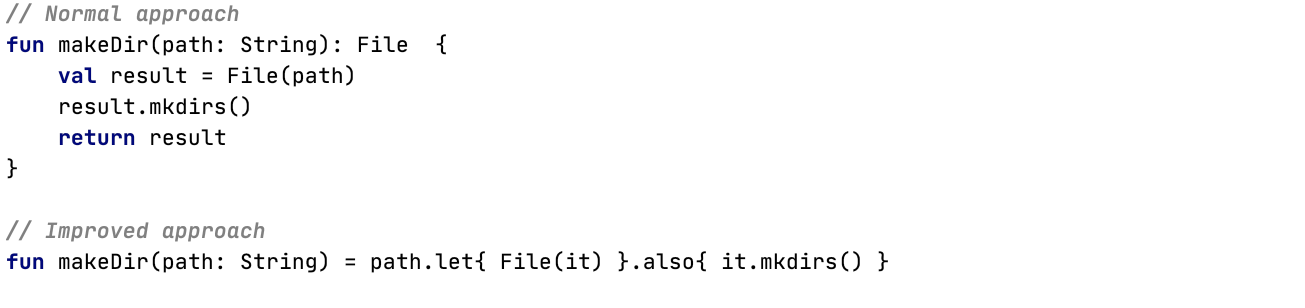 // Normal approach
fun makeDir(path: String): File  {
    val result = File(path)
    result.mkdirs()
    return result
}

// Improved approach
fun makeDir(path: String) = path.let{ File(it) }.also{ it.mkdirs() }